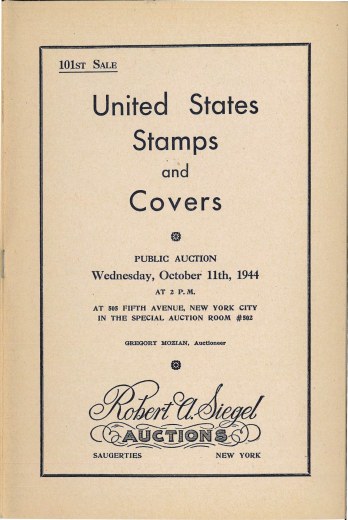 101st Sale
United States
Stamps
and
Covers
PUBLIC AUCTION
Wednesday, October 11th, 1944
AT 2 P. M.
AT 505 FIFTH AVENUE, NEW YORK CITY
IN THE SPECIAL AUCTION ROOM #502
GREGORY MOZIAN, Auctioneer
Robert A. Siegel
AUCTIONS
SAUGERTIES NEW YORK